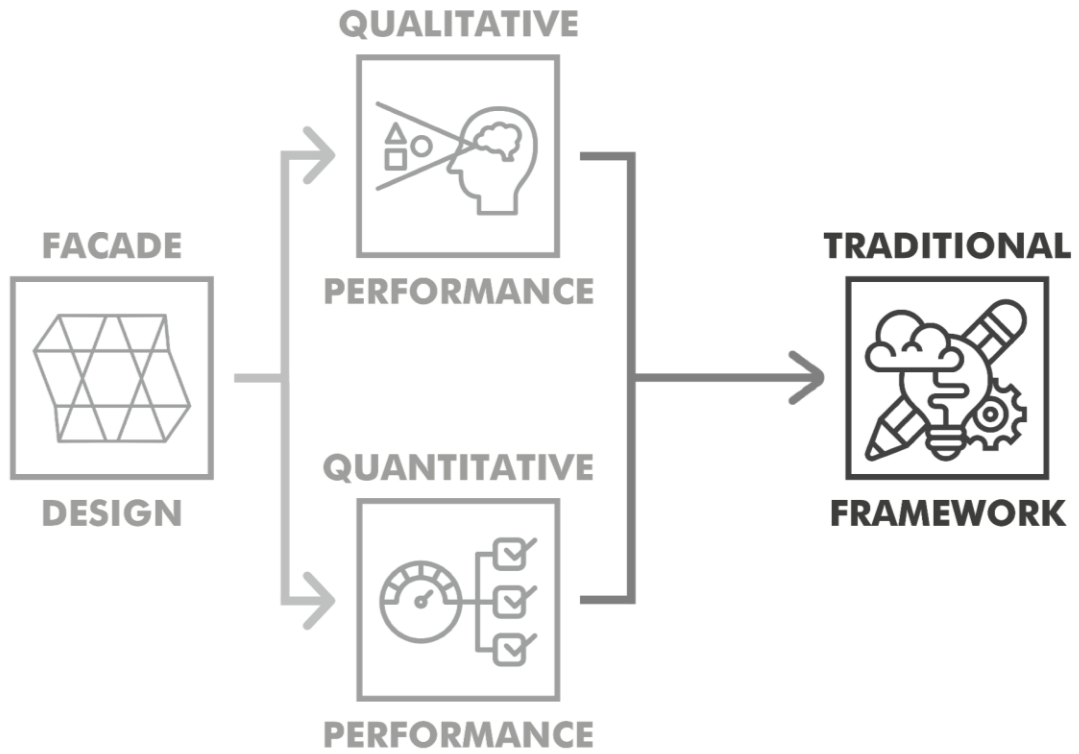 FACADE
DESIGN
QUALITATIVE
PERFORMANCE
QUANTITATIVE
PERFORMANCE
TRADITIONAL
FRAMEWORK